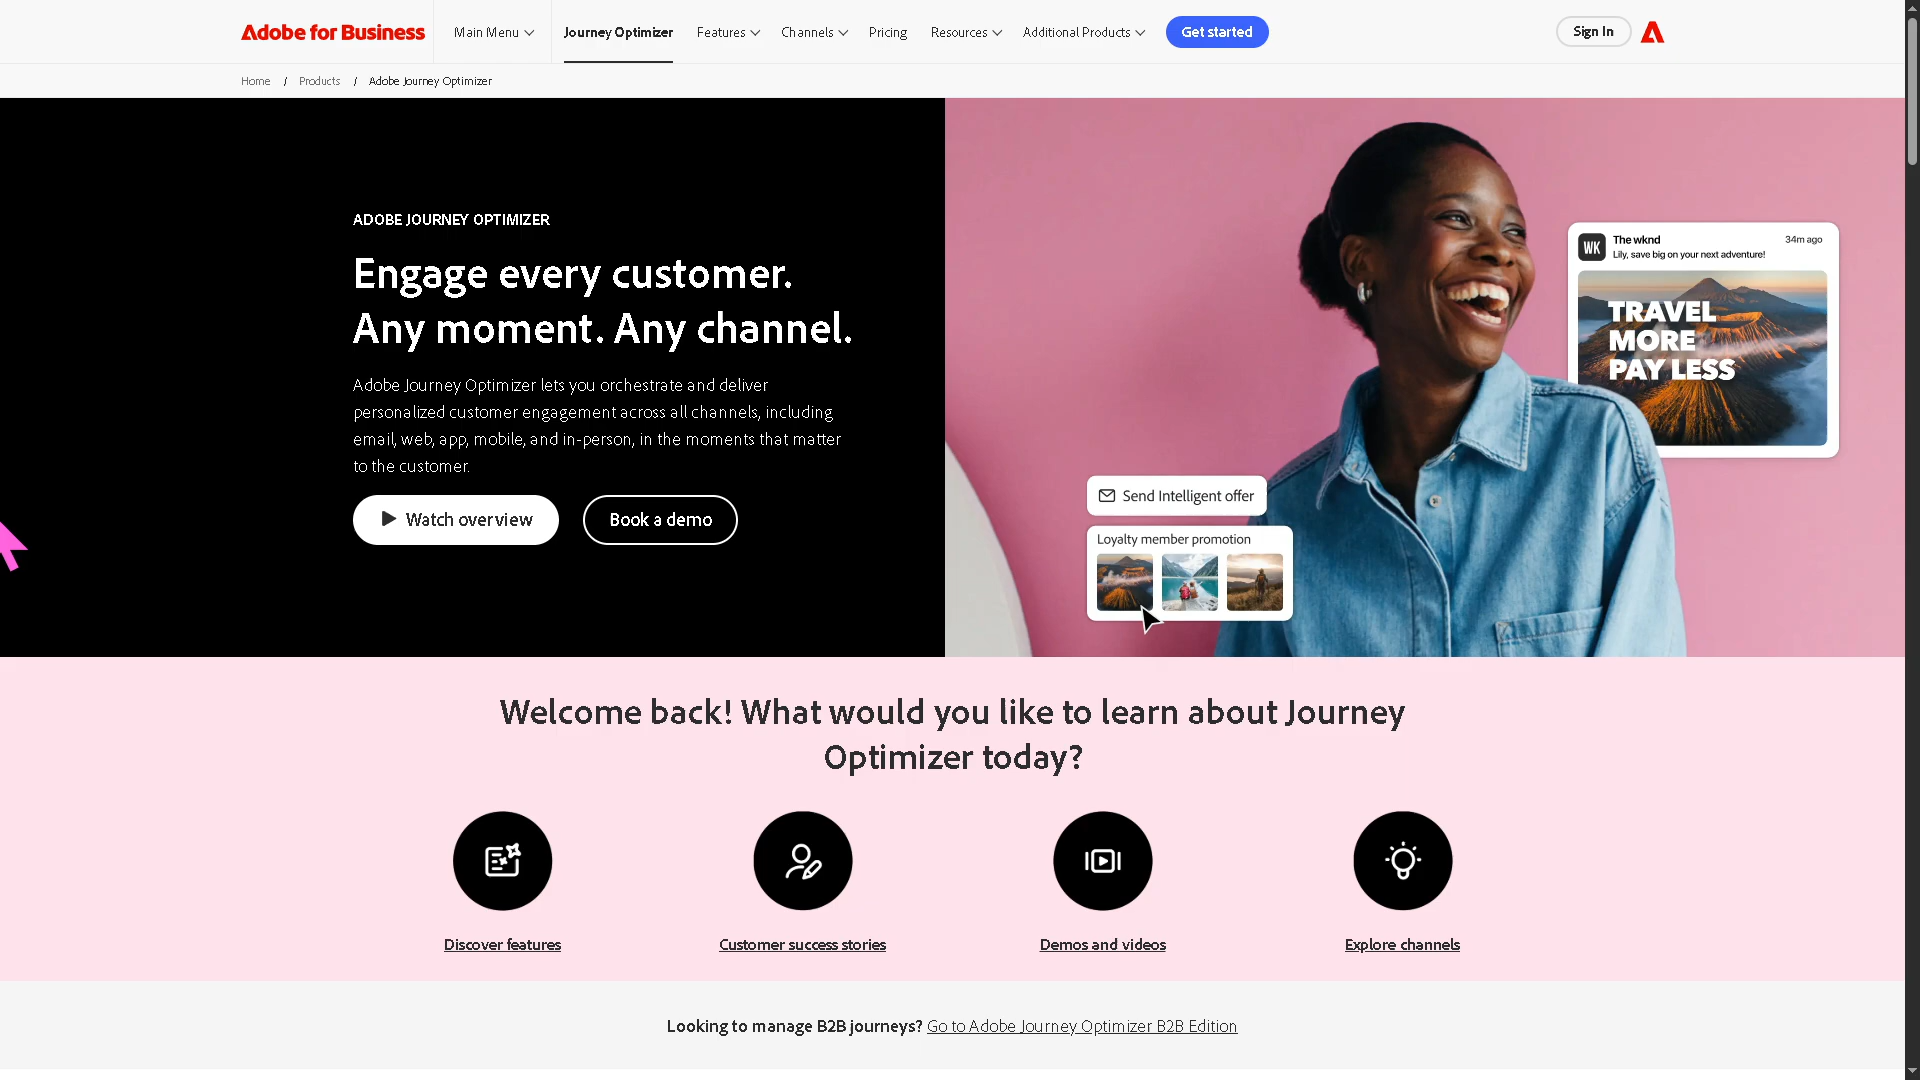 Adobe for Business
Main Menu
Journey Optimizer
Features
Channels
Pricing
Resources
Additional Products
Get started
Sign In
Home / Products / Adobe Journey Optimizer
ADOBE JOURNEY OPTIMIZER
Engage every customer.
Any moment. Any channel.
Adobe Journey Optimizer lets you orchestrate and deliver
personalized customer engagement across all channels, including
email, web, app, mobile, and in-person, in the moments that matter
to the customer.
Watch overview
Book a demo
WK
The wknd
34m ago
Lily, save big on your next adventure!
TRAVEL
MORE
PAY LESS
Send Intelligent offer
Loyalty member promotion
Welcome back! What would you like to learn about Journey
Optimizer today?
Discover features
Customer success stories
Demos and videos
Explore channels
Looking to manage B2B journeys? Go to Adobe Journey Optimizer B2B Edition